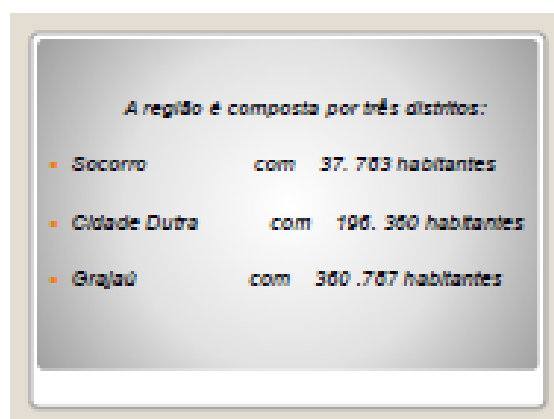 A região é composta por três distritos:
Socorro com 37. 783 habitantes
Cidade Dutra com 196. 360 habitantes
Grajaú com 360 .787 habitantes